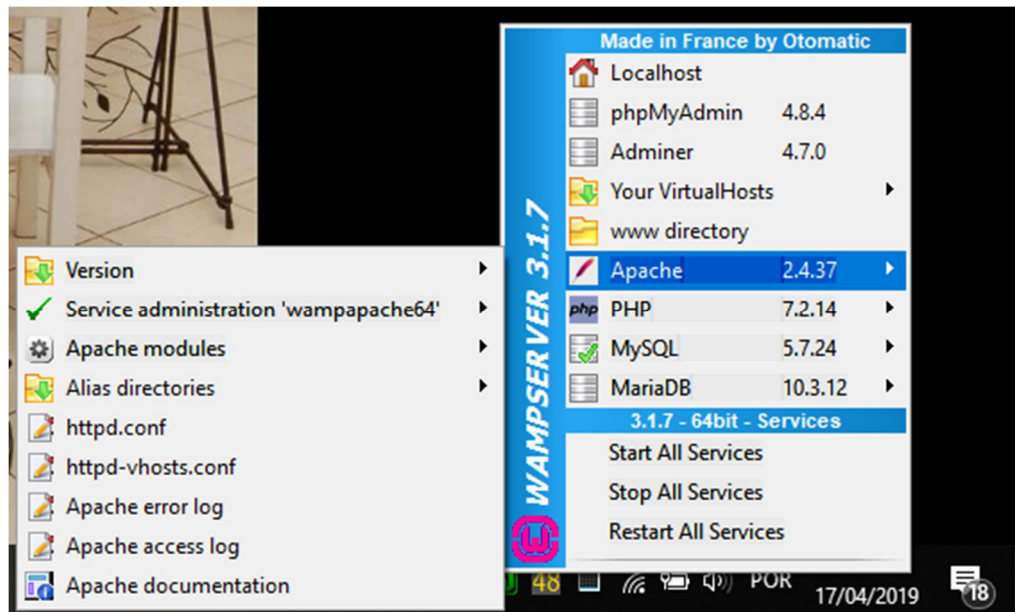 Made in France by Otomatic
Localhost
phpMyAdmin 4.8.4
Adminer 4.7.0
Your VirtualHosts
www directory
Apache 2.4.37
PHP 7.2.14
MySQL 5.7.24
MariaDB 10.3.12
3.1.7 - 64bit - Services
Start All Services
Stop All Services
Restart All Services
WAMPSERVER 3.1.7
php
Version
Service administration 'wampapache64'
Apache modules
Alias directories
httpd.conf
httpd-vhosts.conf
Apache error log
Apache access log
Apache documentation
48 POR
17/04/2019
18